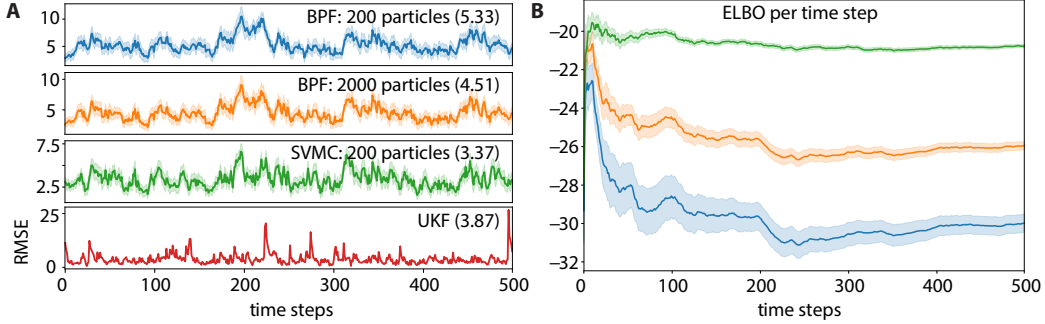 A
BPF: 200 particles (5.33)
10
5
BPF: 2000 particles (4.51)
10
5
SVMC: 200 particles (3.37)
7.5
2.5
UKF (3.87)
25
0
RMSE
0 100 200 300 400 500
time steps
B
ELBO per time step
−20
−22
−24
−26
−28
−30
−32
0 100 200 300 400 500
time steps